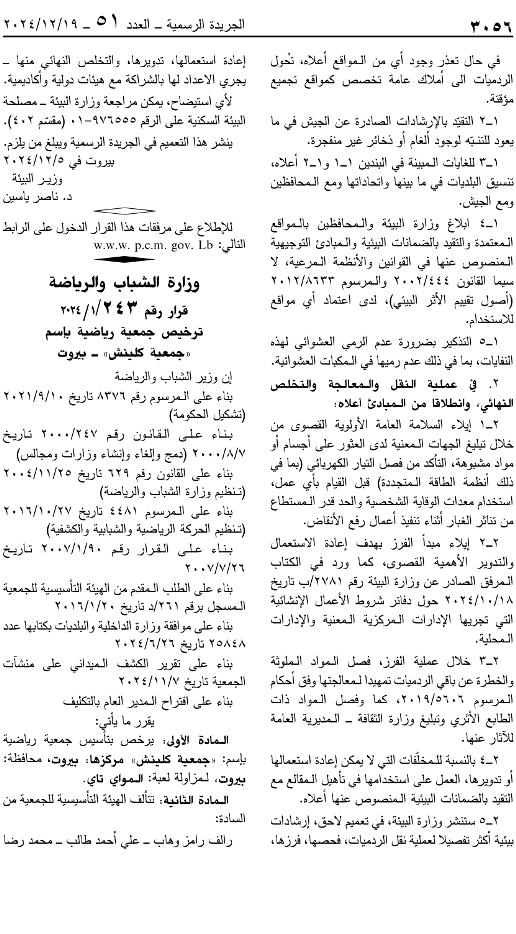 ٣٠٥٦
الجريدة الرسمية ـ العدد ٥١ ـ ٢٠٢٤/١٢/١٩
في حال تعذر وجود أي من المواقع أعلاه، تُحول
الردميات الى أملاك عامة تخصص كمواقع تجميع
مؤقتة.
١ـ٢ التقيّد بالإرشادات الصادرة عن الجيش في ما
يعود للتنبّه لوجود ألغام أو ذخائر غير منفجرة.
١ـ٣ للغايات المبينة في البندين ١ـ١ و١ـ٢ أعلاه،
تنسيق البلديات في ما بينها واتحاداتها ومع المحافظين
ومع الجيش.
١ـ٤ ابلاغ وزارة البيئة والمحافظين بالمواقع
المعتمدة والتقيد بالضمانات البيئية والمبادئ التوجيهية
المنصوص عنها في القوانين والأنظمة المرعية، لا
سيما القانون ٢٠٠٢/٤٤٤ والمرسوم ٢٠١٢/٨٦٣٣
(أصول تقييم الأثر البيئي)، لدى اعتماد أي مواقع
للاستخدام.
١ـ٥ التذكير بضرورة عدم الرمي العشوائي لهذه
النفايات، بما في ذلك عدم رميها في المكبات العشوائية.
٢. في عملية النقل والمعالجة والتخلص
النهائي، وانطلاقا من المبادئ أعلاه:
٢ـ١ إيلاء السلامة العامة الأولوية القصوى من
خلال تبليغ الجهات المعنية لدى العثور على أجسام أو
مواد مشبوهة، التأكد من فصل التيار الكهربائي (بما في
ذلك أنظمة الطاقة المتجددة) قبل القيام بأي عمل،
استخدام معدات الوقاية الشخصية والحد قدر المستطاع
من تناثر الغبار أثناء تنفيذ أعمال رفع الأنقاض.
٢ـ٢ إيلاء مبدأ الفرز بهدف إعادة الاستعمال
والتدوير الأهمية القصوى، كما ورد في الكتاب
المرفق الصادر عن وزارة البيئة رقم ٢٧٨١/ب تاريخ
٢٠٢٤/١٠/١٨ حول دفاتر شروط الأعمال الإنشائية
التي تجريها الإدارات المركزية المعنية والإدارات
المحلية.
٢ـ٣ خلال عملية الفرز، فصل المواد الملوثة
والخطرة عن باقي الردميات تمهيدا لمعالجتها وفق أحكام
المرسوم ٢٠١٩/٥٦٠٦، كما وفصل المواد ذات
الطابع الأثري وتبليغ وزارة الثقافة ـ المديرية العامة
للآثار عنها.
٢ـ٤ بالنسبة للمخلّفات التي لا يمكن إعادة استعمالها
أو تدويرها، العمل على استخدامها في تأهيل المقالع مع
التقيد بالضمانات البيئية المنصوص عنها أعلاه.
٢ـ٥ ستنشر وزارة البيئة، في تعميم لاحق، إرشادات
بيئية أكثر تفصيلا لعملية نقل الردميات، فحصها، فرزها،
إعادة استعمالها، تدويرها، والتخلص النهائي منها ـ
يجري الاعداد لها بالشراكة مع هيئات دولية وأكاديمية.
لأي استيضاح، يمكن مراجعة وزارة البيئة ـ مصلحة
البيئة السكنية على الرقم ٩٧٦٥٥٥-٠١ (مقسّم ٤٠٢).
ينشر هذا التعميم في الجريدة الرسمية ويبلغ من يلزم.
بيروت في ٢٠٢٤/١٢/٥
وزير البيئة
د. ناصر ياسين
للإطلاع على مرفقات هذا القرار الدخول على الرابط
التالي: w.w.w. p.c.m. gov. Lb
وزارة الشباب والرياضة
قرار رقم ٢٠٢٤/١/٢٤٣
ترخيص جمعية رياضية بإسم
«جمعية كلينتش» ـ بيروت
إن وزير الشباب والرياضة
بناء على المرسوم رقم ٨٣٧٦ تاريخ ٢٠٢١/٩/١٠
(تشكيل الحكومة)
بناء على القانون رقم ٢٠٠٠/٢٤٧ تاريخ
٢٠٠٠/٨/٧ (دمج وإلغاء وإنشاء وزارات ومجالس)
بناء على القانون رقم ٦٢٩ تاريخ ٢٠٠٤/١١/٢٥
(تنظيم وزارة الشباب والرياضة)
بناء على المرسوم ٤٤٨١ تاريخ ٢٠١٦/١٠/٢٧
(تنظيم الحركة الرياضية والشبابية والكشفية)
بناء على القرار رقم ٢٠٠٧/١/٩٠ تاريخ
٢٠٠٧/٧/٢٦
بناء على الطلب المقدم من الهيئة التأسيسية للجمعية
المسجل برقم ٢٦١/د تاريخ ٢٠١٦/١/٢٠
بناء على موافقة وزارة الداخلية والبلديات بكتابها عدد
٢٥٨٤٨ تاريخ ٢٠٢٤/٦/٢٦
بناء على تقرير الكشف الميداني على منشآت
الجمعية تاريخ ٢٠٢٤/١١/٧
بناء على اقتراح المدير العام بالتكليف
يقرر ما يأتي:
المادة الأولى: يرخص بتأسيس جمعية رياضية
بإسم: «جمعية كلينتش» مركزها: بيروت، محافظة:
بيروت، لمزاولة لعبة: المواي تاي.
المادة الثانية: تتألف الهيئة التأسيسية للجمعية من
السادة:
رالف رامز وهاب ـ علي أحمد طالب ـ محمد رضا